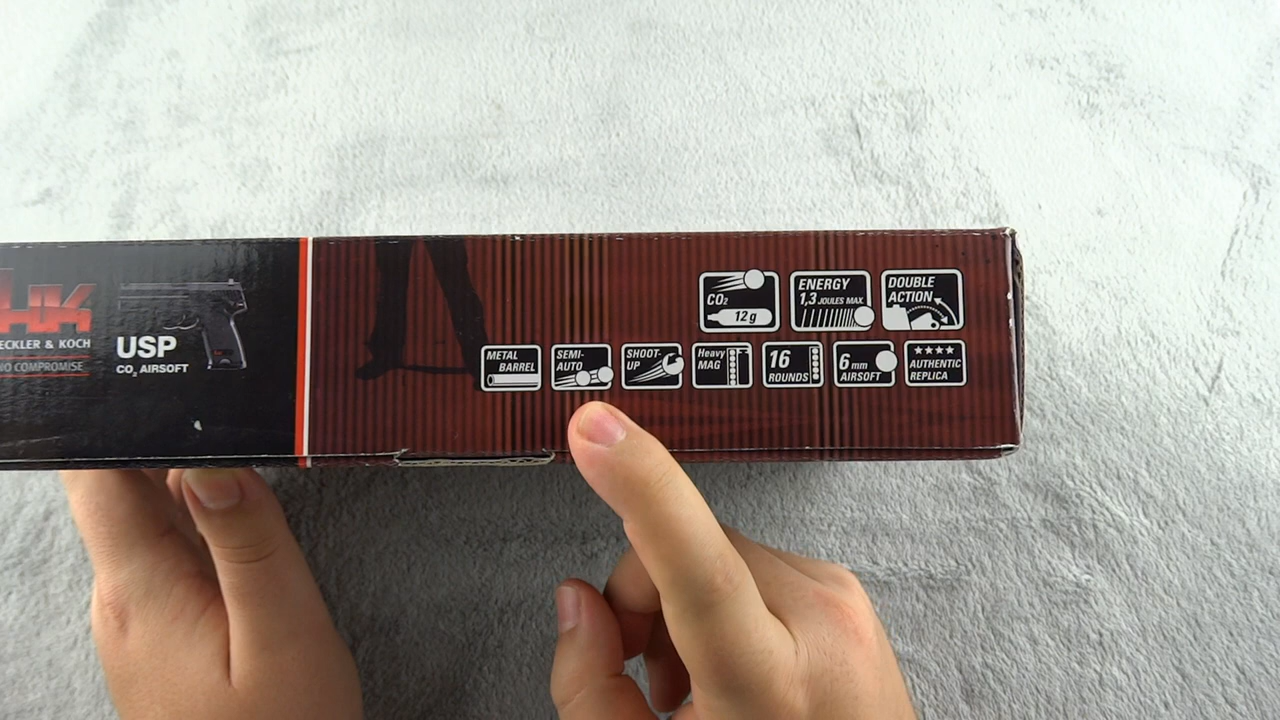 HK
ECKLER & KOCH
NO COMPROMISE
USP
CO2 AIRSOFT
CO2
12 g
ENERGY
1,3 JOULES MAX.
DOUBLE
ACTION
METAL
BARREL
SEMI-
AUTO
SHOOT-
UP
Heavy
MAG
16
ROUNDS
6 mm
AIRSOFT
AUTHENTIC
REPLICA